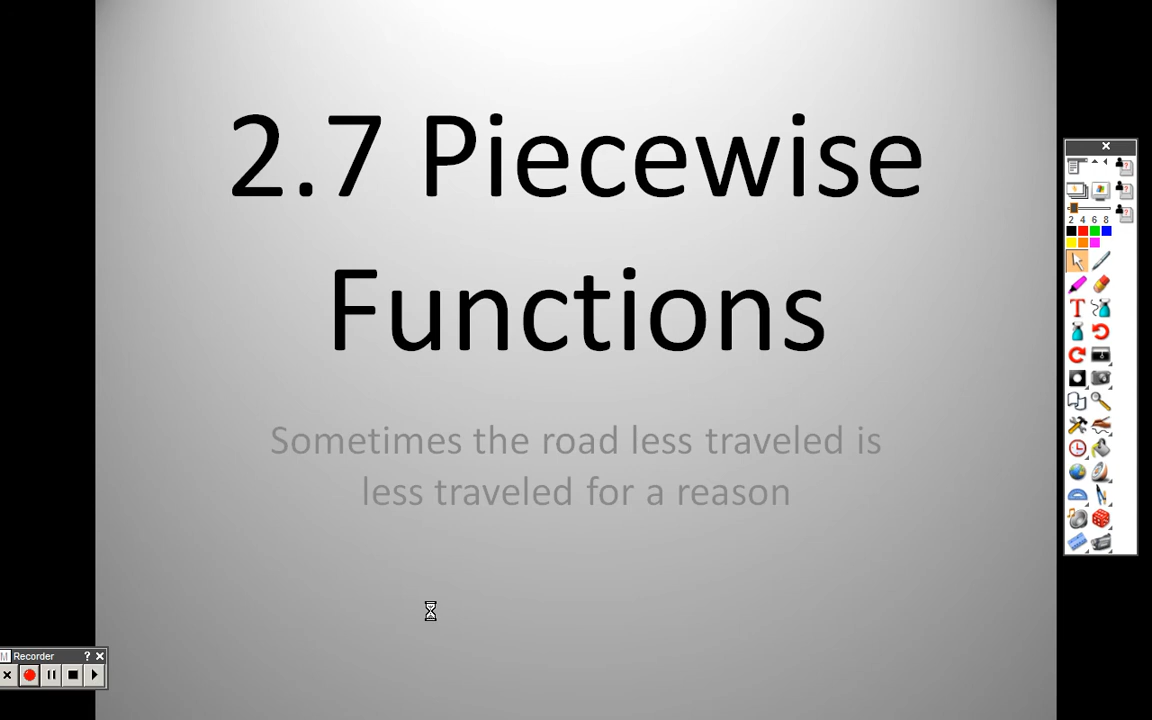 2.7 Piecewise
Functions
Sometimes the road less traveled is
less traveled for a reason
2 4 6 8
T
M Recorder ? ×